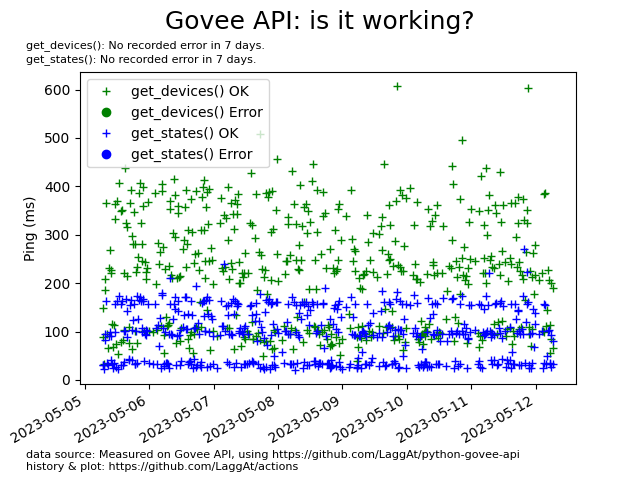 Govee API: is it working?
get_devices(): No recorded error in 7 days.
get_states(): No recorded error in 7 days.
get_devices() OK
get_devices() Error
get_states() OK
get_states() Error
Ping (ms)
600
500
400
300
200
100
0
2023-05-05
2023-05-06
2023-05-07
2023-05-08
2023-05-09
2023-05-10
2023-05-11
2023-05-12
data source: Measured on Govee API, using https://github.com/LaggAt/python-govee-api
history & plot: https://github.com/LaggAt/actions